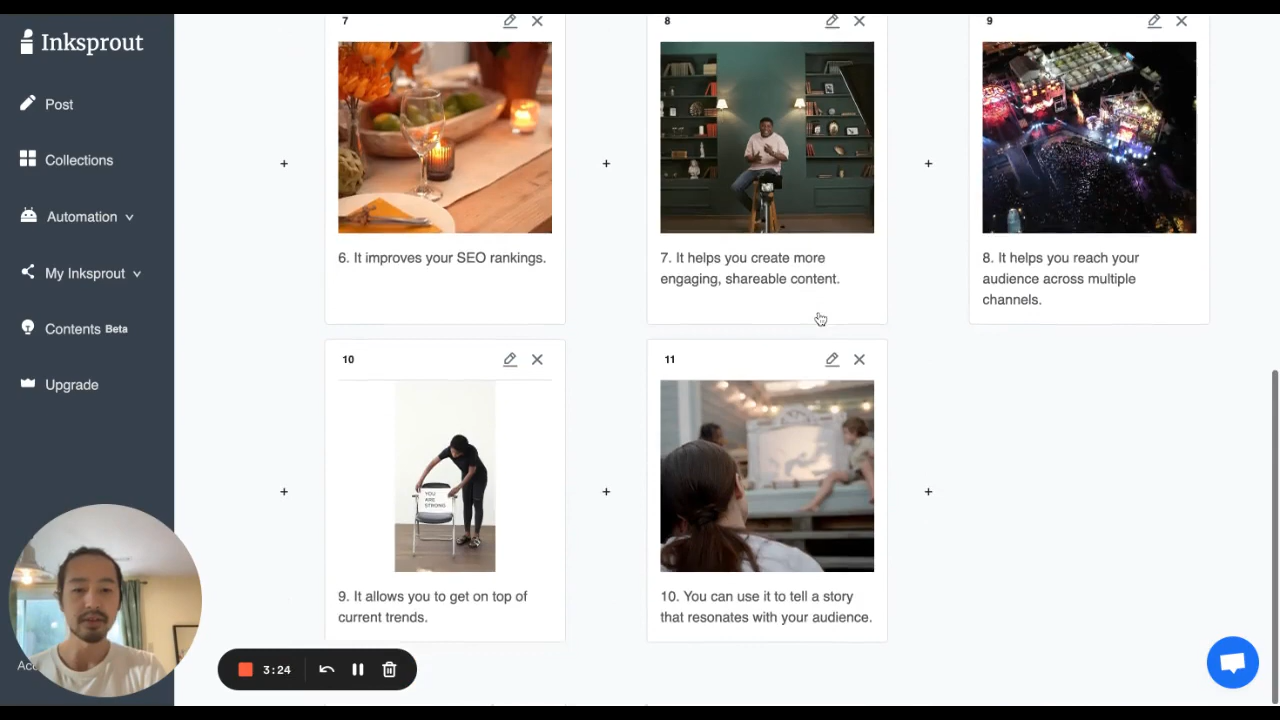 Inksprout
Post
Collections
Automation
My Inksprout
Contents Beta
Upgrade
Acc
7
8
9
+
+
+
6. It improves your SEO rankings.
7. It helps you create more
engaging, shareable content.
8. It helps you reach your
audience across multiple
channels.
10
11
YOU
ARE
STRONG
+
+
+
9. It allows you to get on top of
current trends.
10. You can use it to tell a story
that resonates with your audience.
3:24